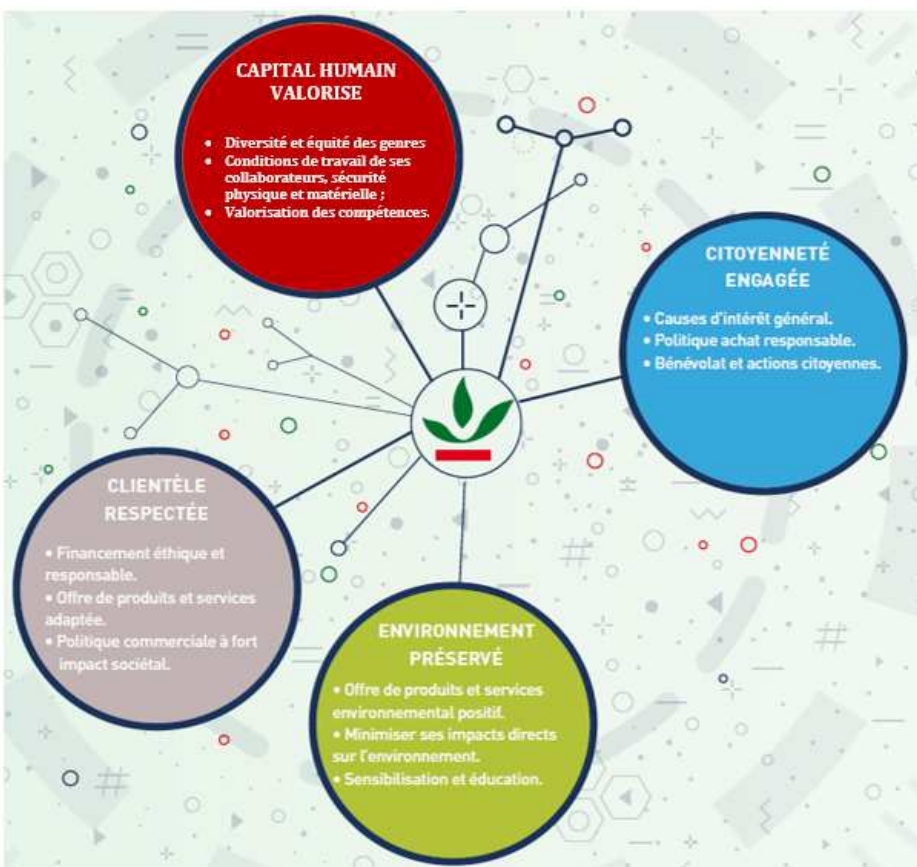 CAPITAL HUMAIN
VALORISE
• Diversité et équité des genres
• Conditions de travail de ses
collaborateurs, sécurité
physique et matérielle ;
• Valorisation des compétences.
CITOYENNETÉ
ENGAGÉE
• Causes d'intérêt général.
• Politique achat responsable.
• Bénévolat et actions citoyennes.
CLIENTÈLE
RESPECTÉE
• Financement éthique et
responsable.
• Offre de produits et services
adaptée.
• Politique commerciale à fort
impact sociétal.
ENVIRONNEMENT
PRÉSERVÉ
• Offre de produits et services
environnemental positif.
• Minimiser ses impacts directs
sur l'environnement.
• Sensibilisation et éducation.